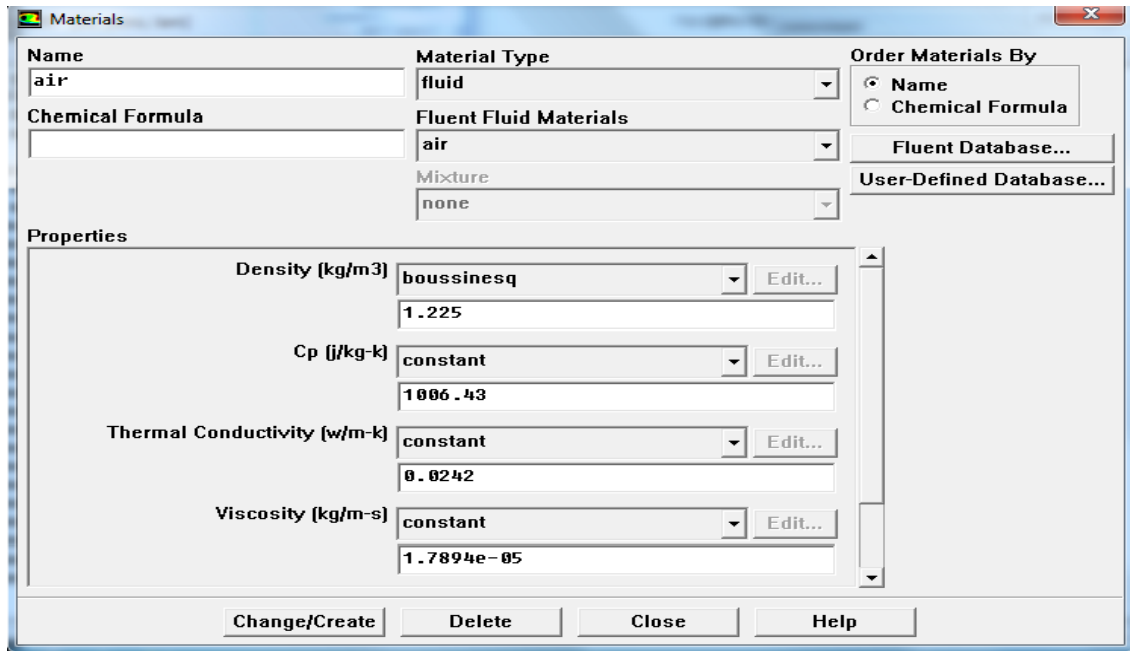 Materials
Name
air
Material Type
fluid
Order Materials By
Name
Chemical Formula
Chemical Formula
Fluent Fluid Materials
air
Fluent Database...
Mixture
none
User-Defined Database...
Properties
Density (kg/m3)
boussinesq
Edit...
1.225
Cp (j/kg-k)
constant
Edit...
1006.43
Thermal Conductivity (w/m-k)
constant
Edit...
0.0242
Viscosity (kg/m-s)
constant
Edit...
1.7894e-05
Change/Create
Delete
Close
Help